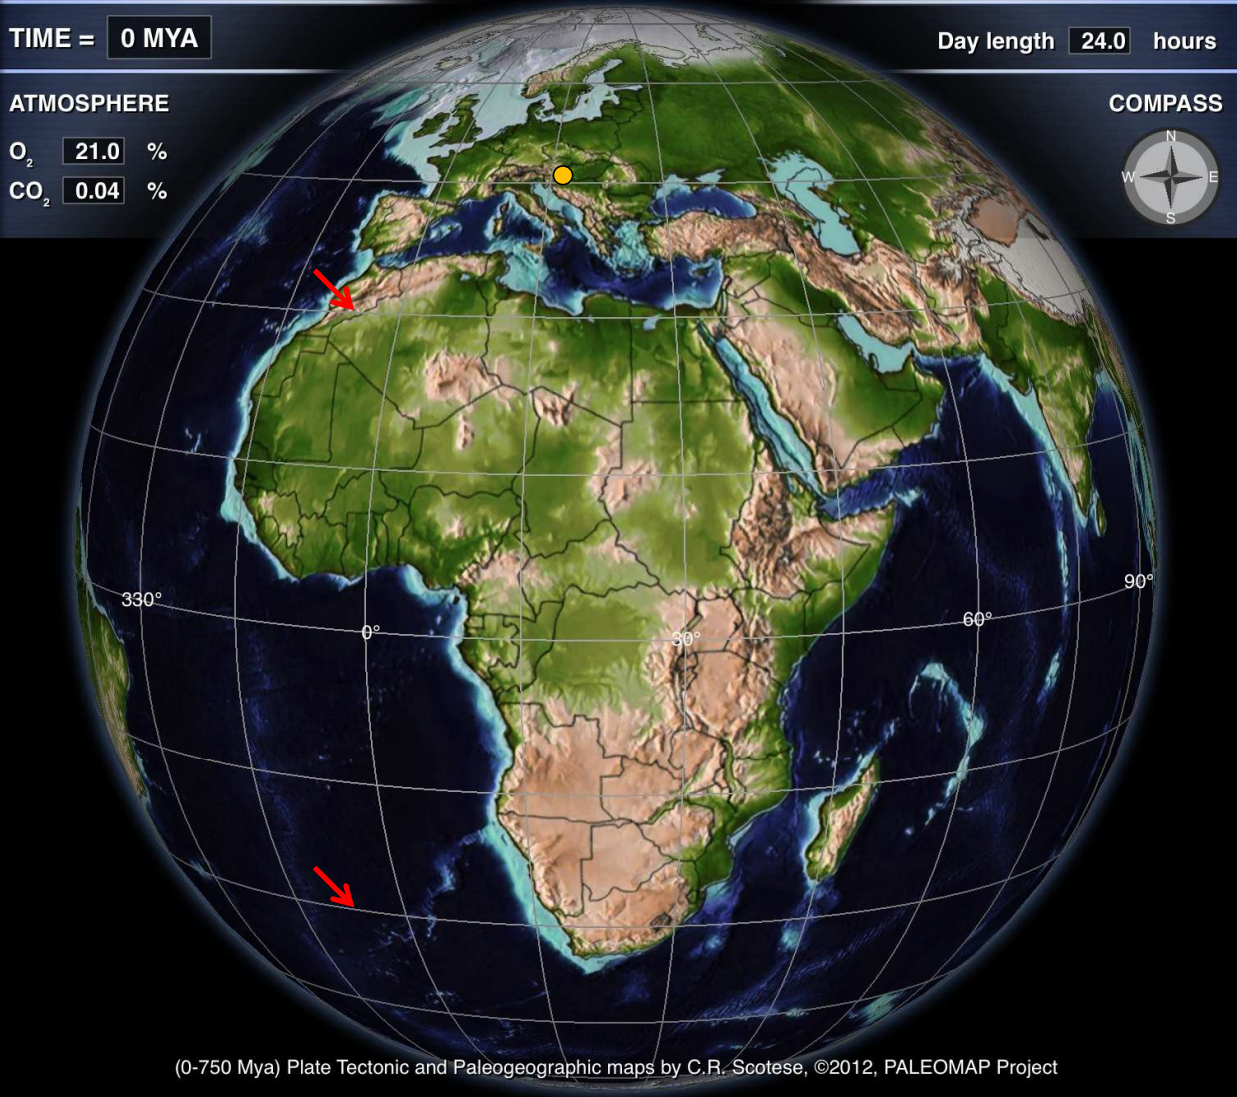 TIME = 0 MYA
Day length 24.0 hours
ATMOSPHERE
O₂ 21.0 %
CO₂ 0.04 %
COMPASS
N
W E
S
330°
0°
30°
60°
90°
(0-750 Mya) Plate Tectonic and Paleogeographic maps by C.R. Scotese, ©2012, PALEOMAP Project